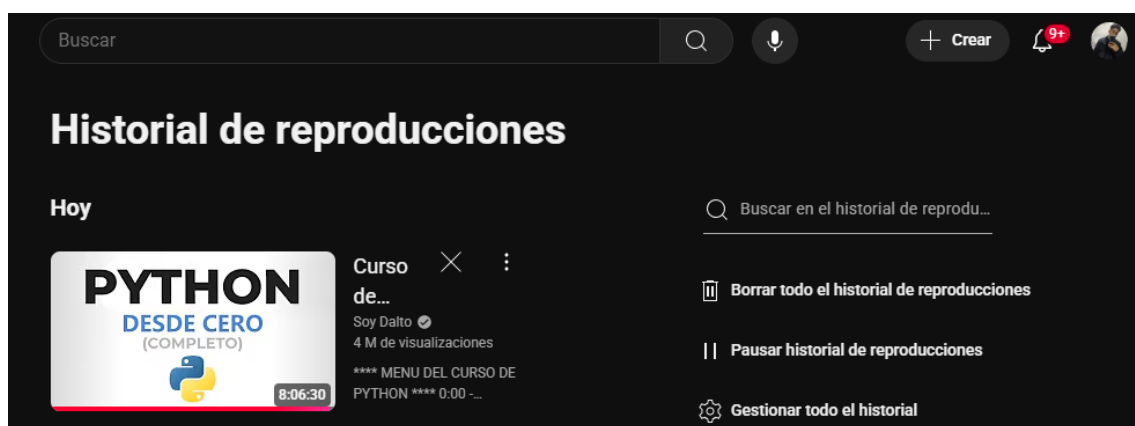 Buscar
Crear
9+
Historial de reproducciones
Hoy
Buscar en el historial de reprodu...
PYTHON
DESDE CERO
(COMPLETO)
8:06:30
Curso
de...
Soy Dalto
4 M de visualizaciones
**** MENU DEL CURSO DE
PYTHON **** 0:00 -...
Borrar todo el historial de reproducciones
Pausar historial de reproducciones
Gestionar todo el historial